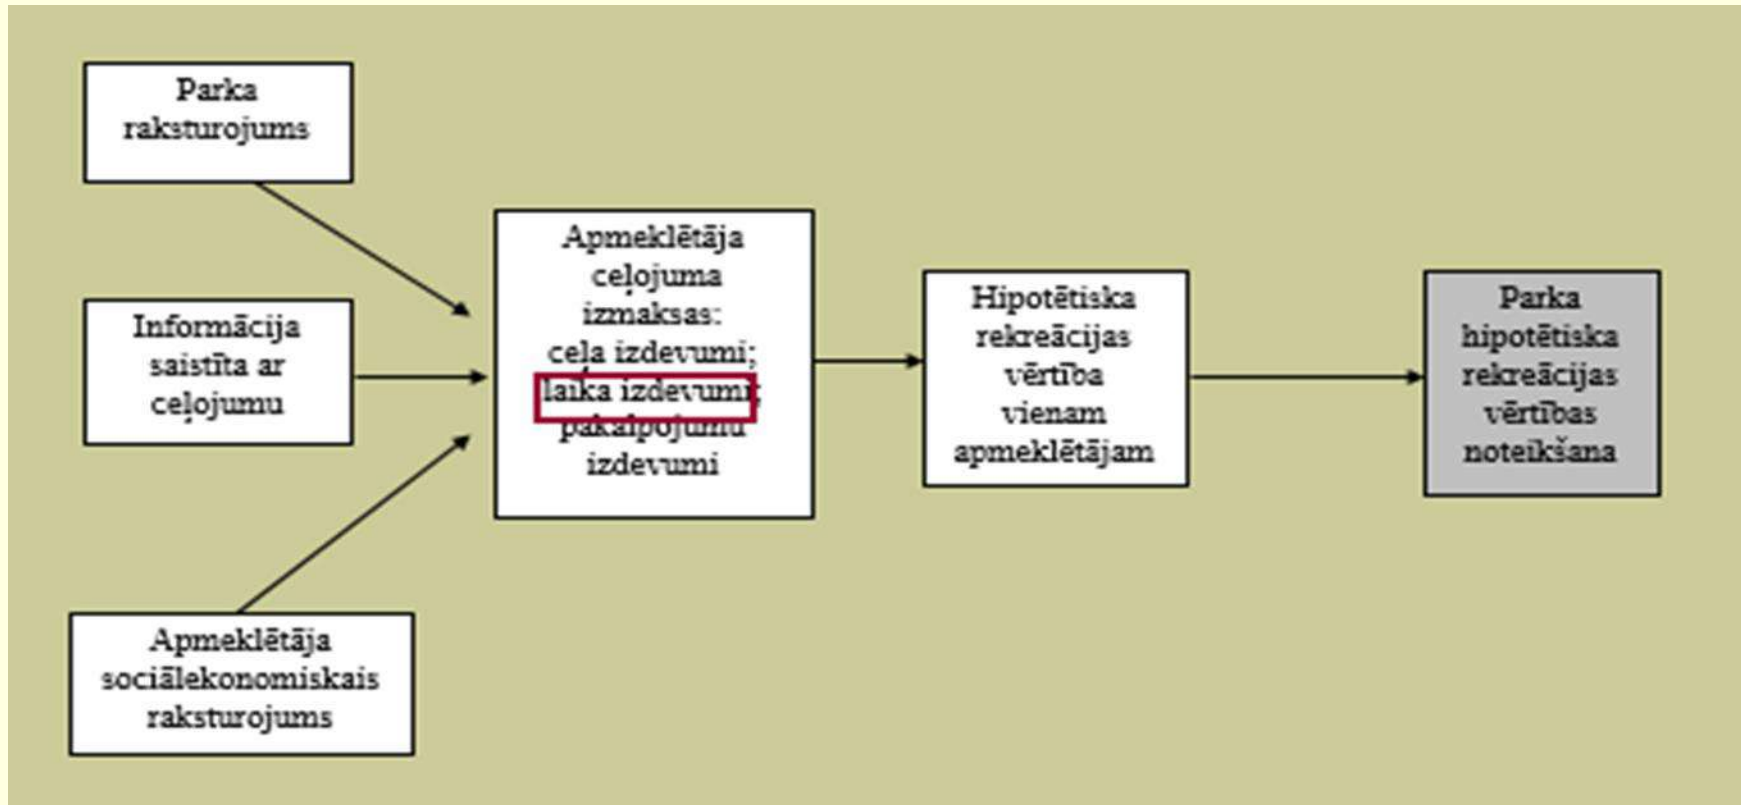 Parka
raksturojums
Informācija
saistīta ar
ceļojumu
Apmeklētāja
sociālekonomiskais
raksturojums
Apmeklētāja
ceļojuma
izmaksas:
ceļa izdevumi;
laika izdevumi;
pakalpojumu
izdevumi
Hipotētiska
rekreācijas
vērtība
vienam
apmeklētājam
Parka
hipotētiska
rekreācijas
vērtības
noteikšana